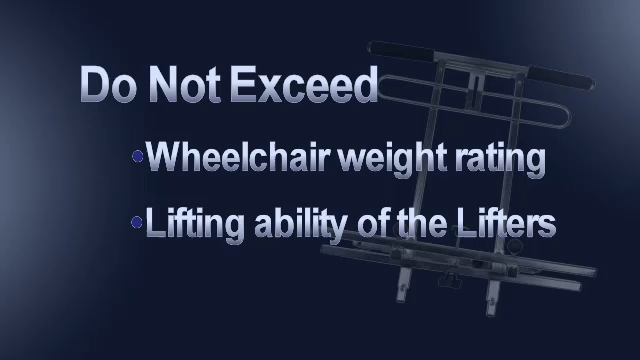 Do Not Exceed
•Wheelchair weight rating
•Lifting ability of the Lifters